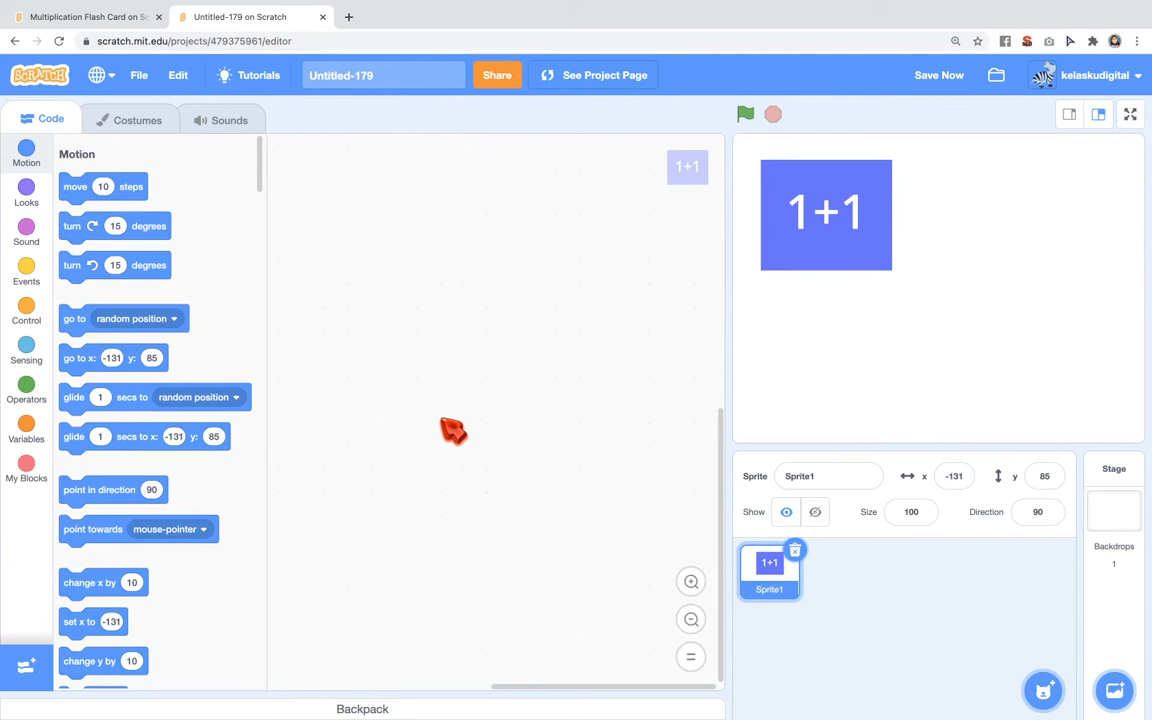 Multiplication Flash Card on Sc
Untitled-179 on Scratch
scratch.mit.edu/projects/479375961/editor
SCRATCH
File
Edit
Tutorials
Untitled-179
Share
See Project Page
Save Now
kelaskudigital
Code
Costumes
Sounds
Motion
Looks
Sound
Events
Control
Sensing
Operators
Variables
My Blocks
Motion
move 10 steps
turn 15 degrees
turn 15 degrees
go to random position
go to x: -131 y: 85
glide 1 secs to random position
glide 1 secs to x: -131 y: 85
point in direction 90
point towards mouse-pointer
change x by 10
set x to -131
change y by 10
1+1
1+1
Sprite Sprite1 x -131 y 85
Show Size 100 Direction 90
1+1
Sprite1
Stage
Backdrops
1
Backpack